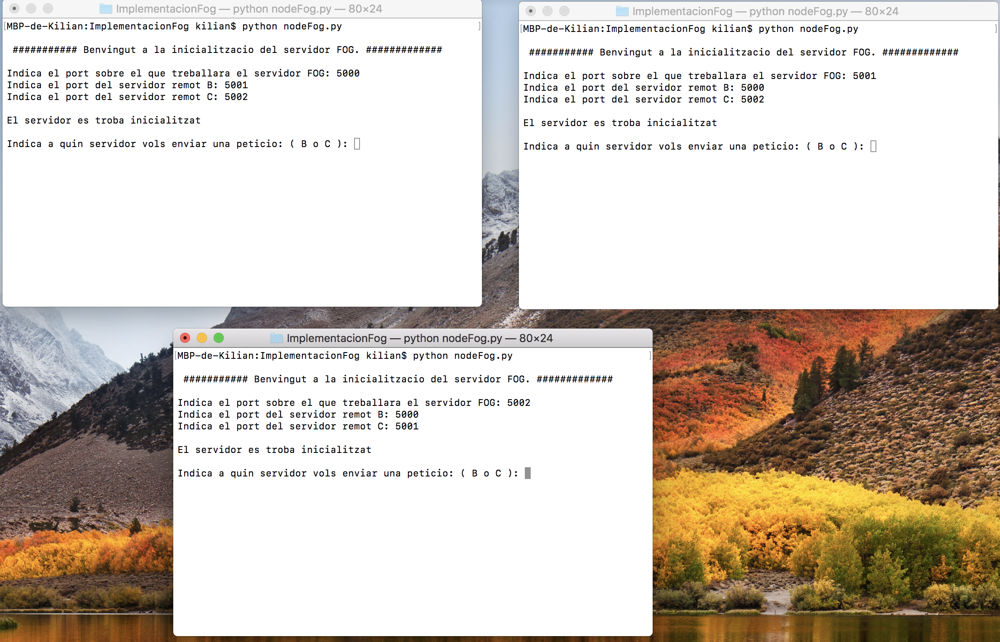 ImplementacionFog — python nodeFog.py — 80×24
[MBP-de-Kilian:ImplementacionFog kilian$ python nodeFog.py ]
########### Benvingut a la inicialitzacio del servidor FOG. #############
Indica el port sobre el que treballara el servidor FOG: 5000
Indica el port del servidor remot B: 5001
Indica el port del servidor remot C: 5002
El servidor es troba inicialitzat
Indica a quin servidor vols enviar una peticio: ( B o C ):
ImplementacionFog — python nodeFog.py — 80×24
[MBP-de-Kilian:ImplementacionFog kilian$ python nodeFog.py ]
########### Benvingut a la inicialitzacio del servidor FOG. #############
Indica el port sobre el que treballara el servidor FOG: 5001
Indica el port del servidor remot B: 5000
Indica el port del servidor remot C: 5002
El servidor es troba inicialitzat
Indica a quin servidor vols enviar una peticio: ( B o C ):
ImplementacionFog — python nodeFog.py — 80×24
[MBP-de-Kilian:ImplementacionFog kilian$ python nodeFog.py ]
########### Benvingut a la inicialitzacio del servidor FOG. #############
Indica el port sobre el que treballara el servidor FOG: 5002
Indica el port del servidor remot B: 5000
Indica el port del servidor remot C: 5001
El servidor es troba inicialitzat
Indica a quin servidor vols enviar una peticio: ( B o C ):